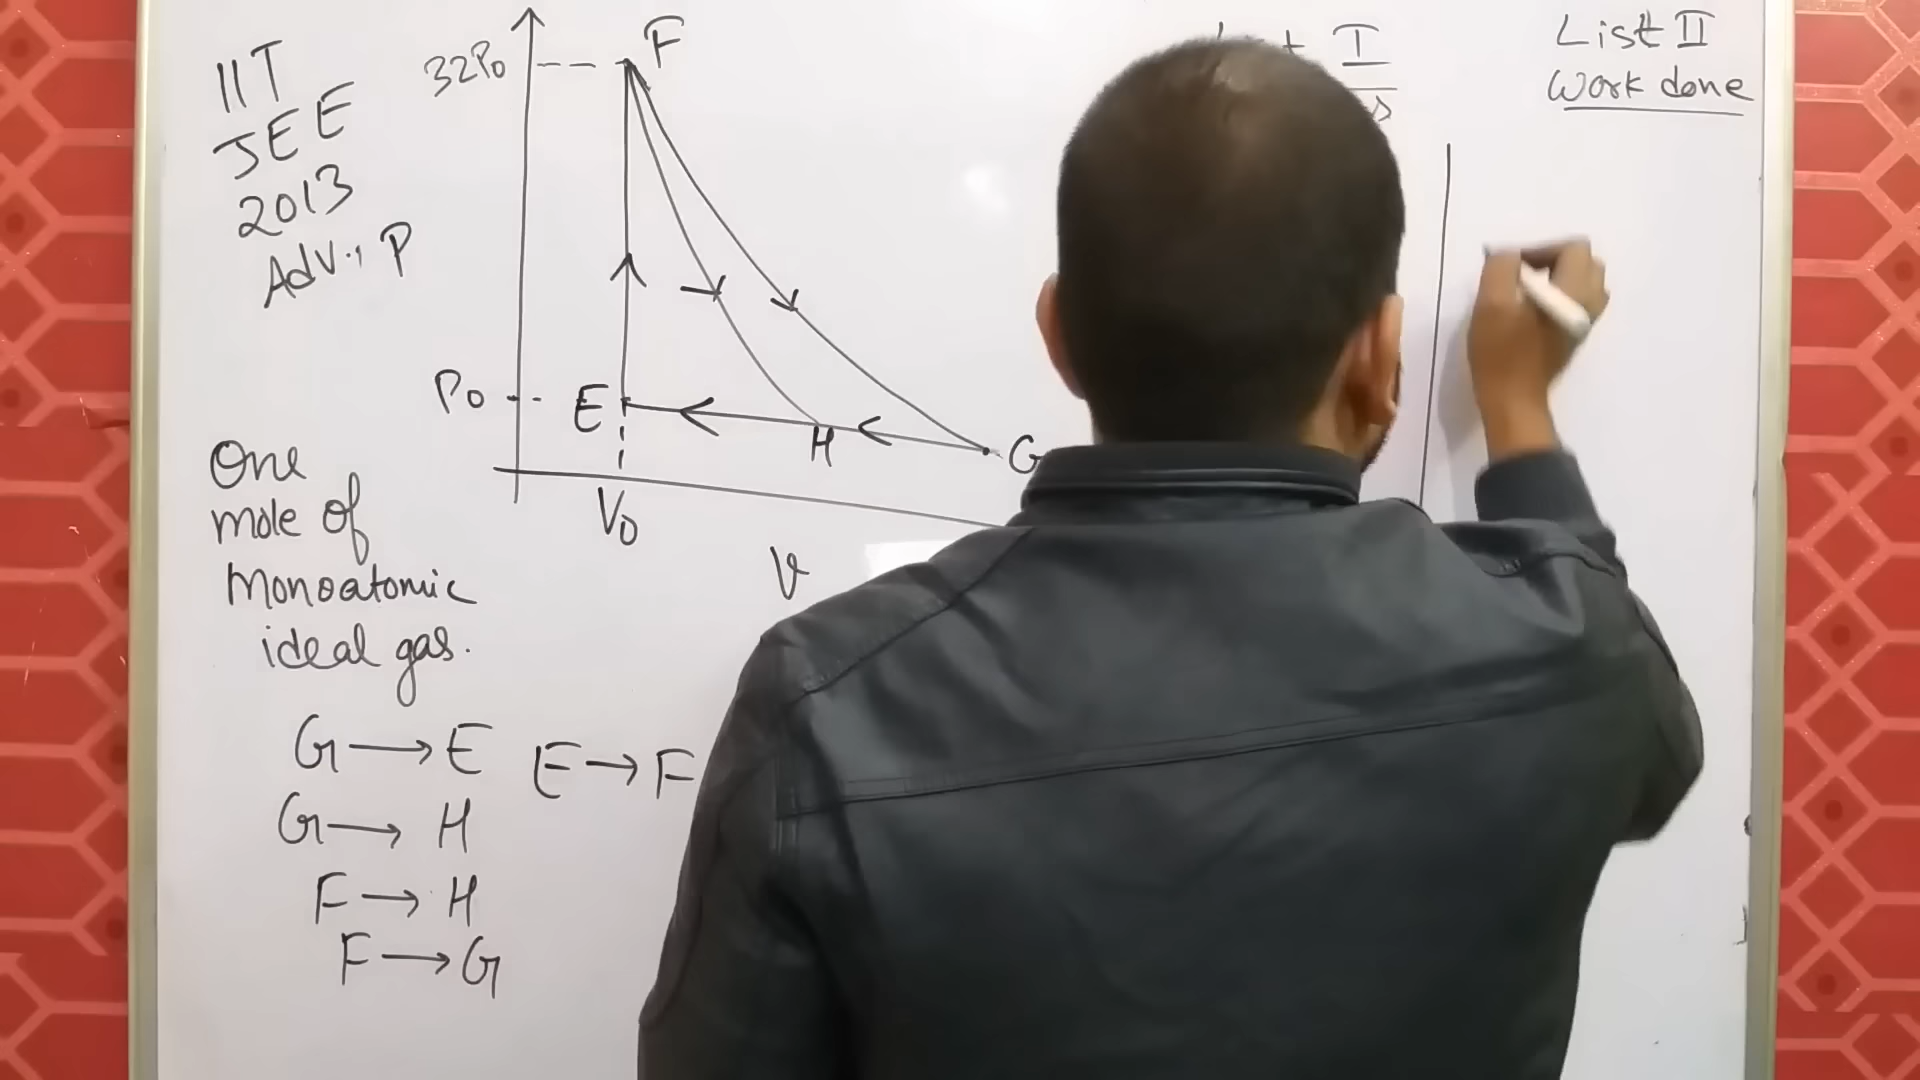 IIT
JEE
2013
Adv., P
32P0
F
P0
E
H
G
V0
V
One
mole of
Monoatomic
ideal gas.
G → E E → F
G → H
F → H
F → G
I
List II
Work done